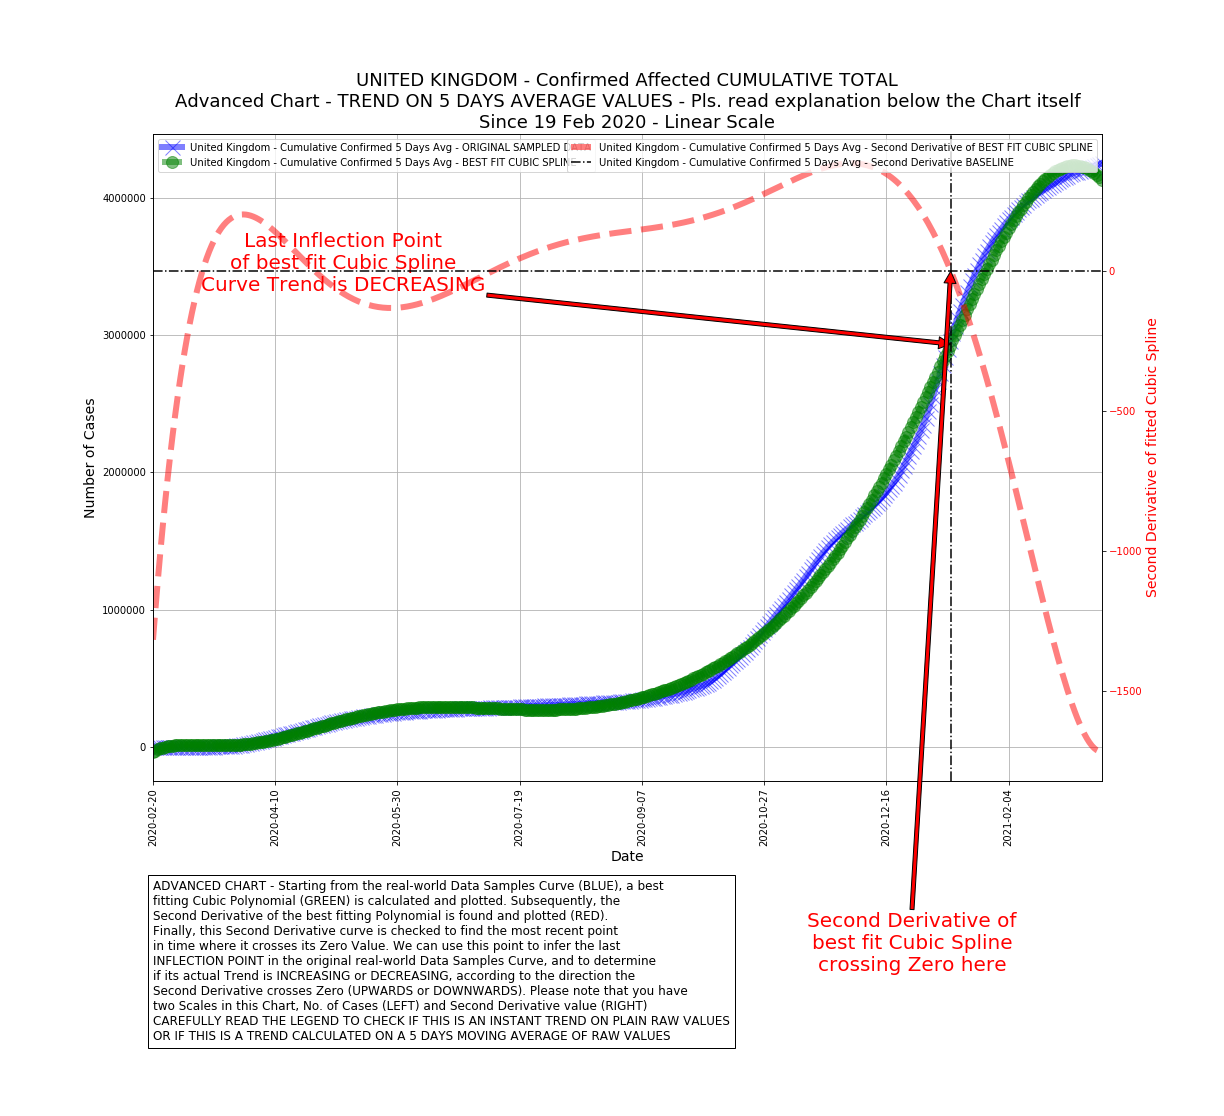 UNITED KINGDOM - Confirmed Affected CUMULATIVE TOTAL
Advanced Chart - TREND ON 5 DAYS AVERAGE VALUES - Pls. read explanation below the Chart itself
Since 19 Feb 2020 - Linear Scale
United Kingdom - Cumulative Confirmed 5 Days Avg - ORIGINAL SAMPLED DATA
United Kingdom - Cumulative Confirmed 5 Days Avg - BEST FIT CUBIC SPLINE
United Kingdom - Cumulative Confirmed 5 Days Avg - Second Derivative of BEST FIT CUBIC SPLINE
United Kingdom - Cumulative Confirmed 5 Days Avg - Second Derivative BASELINE
4000000
3000000
2000000
1000000
0
Number of Cases
Last Inflection Point
of best fit Cubic Spline
Curve Trend is DECREASING
0
−500
−1000
−1500
Second Derivative of fitted Cubic Spline
2020-02-20
2020-04-10
2020-05-30
2020-07-19
2020-09-07
2020-10-27
2020-12-16
2021-02-04
Date
Second Derivative of
best fit Cubic Spline
crossing Zero here
ADVANCED CHART - Starting from the real-world Data Samples Curve (BLUE), a best
fitting Cubic Polynomial (GREEN) is calculated and plotted. Subsequently, the
Second Derivative of the best fitting Polynomial is found and plotted (RED).
Finally, this Second Derivative curve is checked to find the most recent point
in time where it crosses its Zero Value. We can use this point to infer the last
INFLECTION POINT in the original real-world Data Samples Curve, and to determine
if its actual Trend is INCREASING or DECREASING, according to the direction the
Second Derivative crosses Zero (UPWARDS or DOWNWARDS). Please note that you have
two Scales in this Chart, No. of Cases (LEFT) and Second Derivative value (RIGHT)
CAREFULLY READ THE LEGEND TO CHECK IF THIS IS AN INSTANT TREND ON PLAIN RAW VALUES
OR IF THIS IS A TREND CALCULATED ON A 5 DAYS MOVING AVERAGE OF RAW VALUES